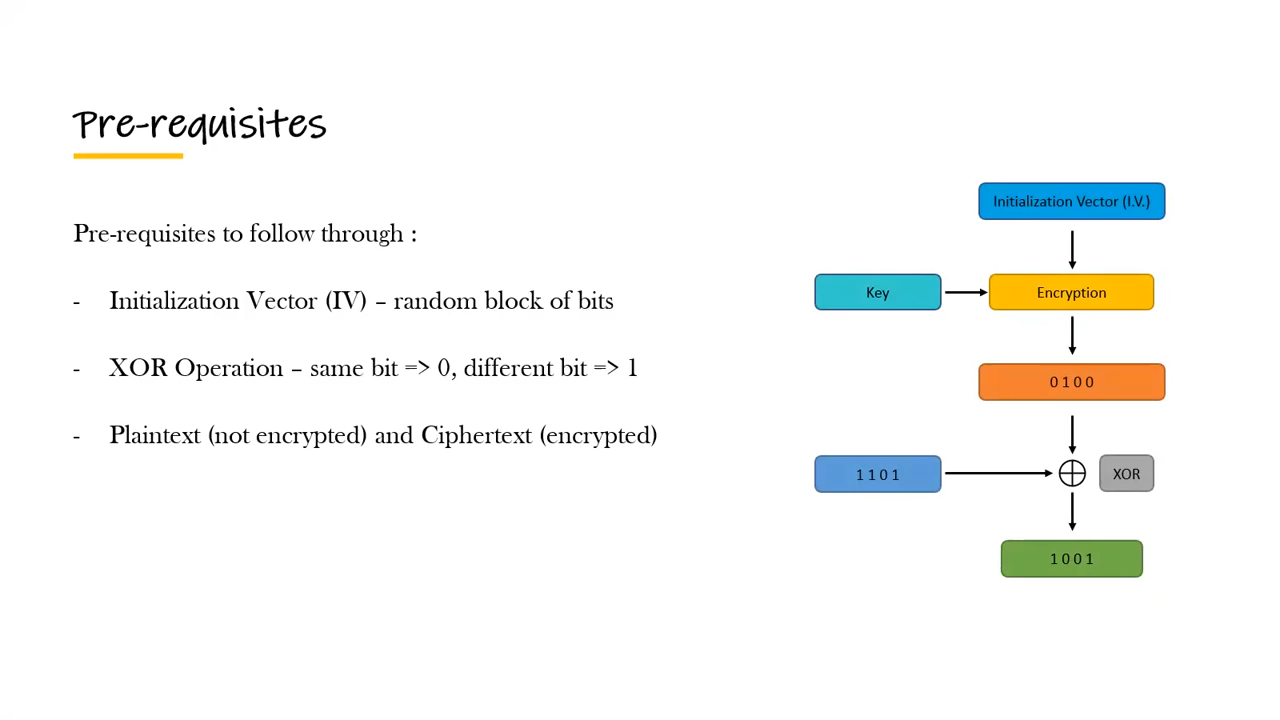 Pre-requisites
Pre-requisites to follow through :
- Initialization Vector (IV) – random block of bits
- XOR Operation – same bit => 0, different bit => 1
- Plaintext (not encrypted) and Ciphertext (encrypted)
Initialization Vector (I.V.)
Key
Encryption
0 1 0 0
1 1 0 1
XOR
1 0 0 1